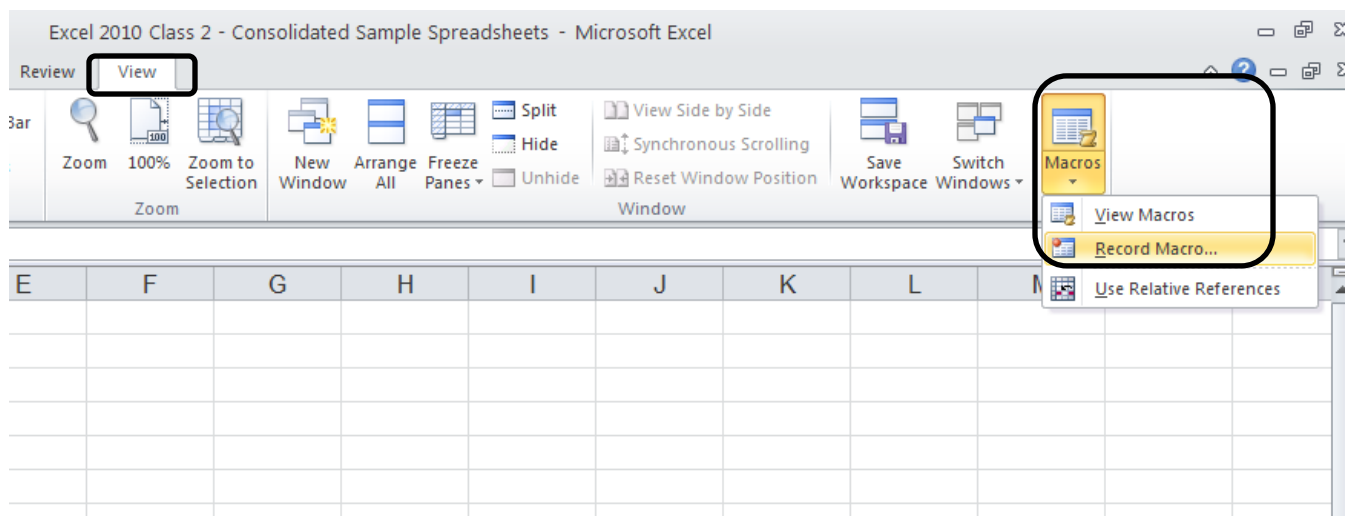 Excel 2010 Class 2 - Consolidated Sample Spreadsheets - Microsoft Excel
Review View
Zoom 100% Zoom to Selection
Zoom
New Window Arrange All Freeze Panes
Split
Hide
Unhide
View Side by Side
Synchronous Scrolling
Reset Window Position
Save Workspace Switch Windows
Window
Macros
View Macros
Record Macro...
Use Relative References
E F G H I J K L